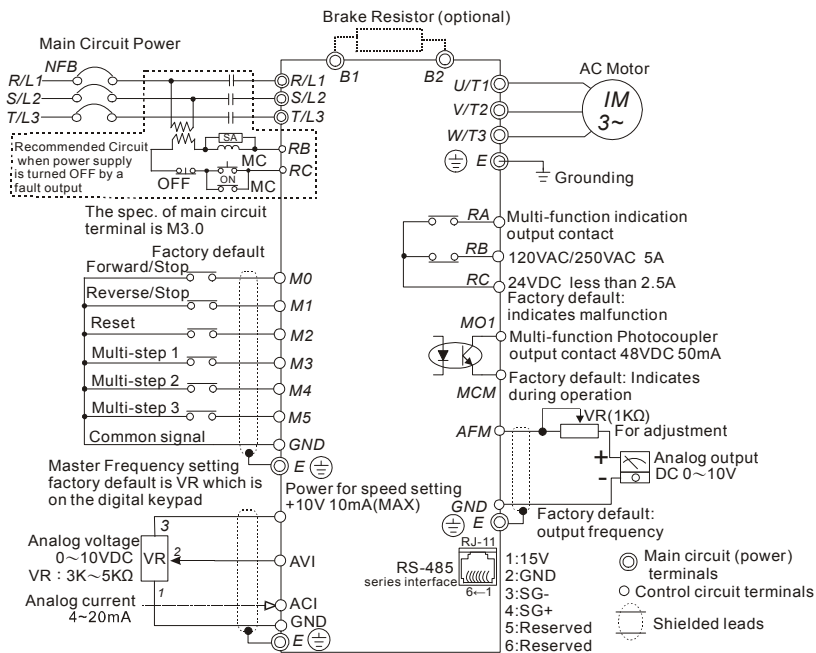 Brake Resistor (optional)
Main Circuit Power
NFB
R/L1
S/L2
T/L3
R/L1
S/L2
T/L3
B1
B2
U/T1
V/T2
W/T3
E
AC Motor
IM
3~
Grounding
Recommended Circuit
when power supply
is turned OFF by a
fault output
SA
MC
OFF
ON
MC
RB
RC
The spec. of main circuit
terminal is M3.0
Factory default
Forward/Stop
Reverse/Stop
Reset
Multi-step 1
Multi-step 2
Multi-step 3
Common signal
M0
M1
M2
M3
M4
M5
GND
E
RA
RB
RC
Multi-function indication
output contact
120VAC/250VAC 5A
24VDC less than 2.5A
Factory default:
indicates malfunction
MO1
MCM
Multi-function Photocoupler
output contact 48VDC 50mA
Factory default: Indicates
during operation
AFM
VR(1KΩ)
For adjustment
+
-
Analog output
DC 0～10V
GND
E
Factory default:
output frequency
Master Frequency setting
factory default is VR which is
on the digital keypad
Power for speed setting
+10V 10mA(MAX)
3
Analog voltage
0～10VDC
VR : 3K～5KΩ
VR
2
1
AVI
Analog current
4~20mA
ACI
GND
E
RS-485
series interface
RJ-11
6←1
1:15V
2:GND
3:SG-
4:SG+
5:Reserved
6:Reserved
Main circuit (power)
terminals
Control circuit terminals
Shielded leads